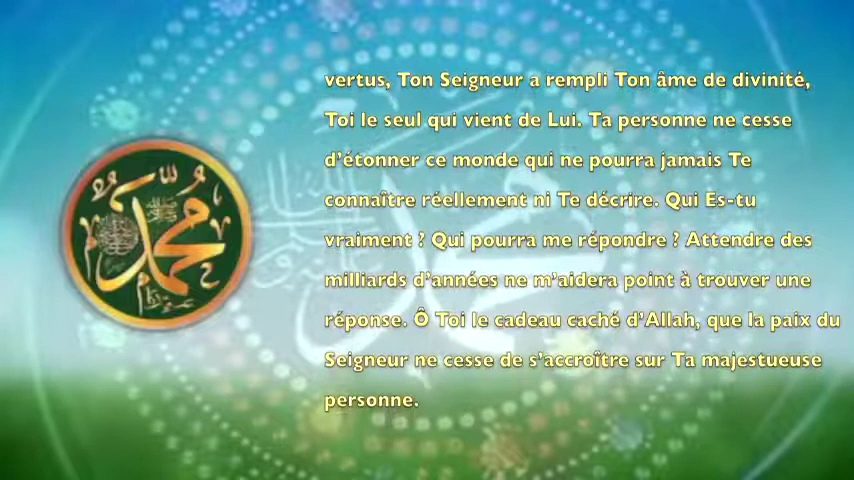 محمد
vertus, Ton Seigneur a rempli Ton âme de divinité,
Toi le seul qui vient de Lui. Ta personne ne cesse
d'étonner ce monde qui ne pourra jamais Te
connaître réellement ni Te décrire. Qui Es-tu
vraiment ? Qui pourra me répondre ? Attendre des
milliards d'années ne m'aidera point à trouver une
réponse. Ô Toi le cadeau caché d'Allah, que la paix du
Seigneur ne cesse de s'accroître sur Ta majestueuse
personne.